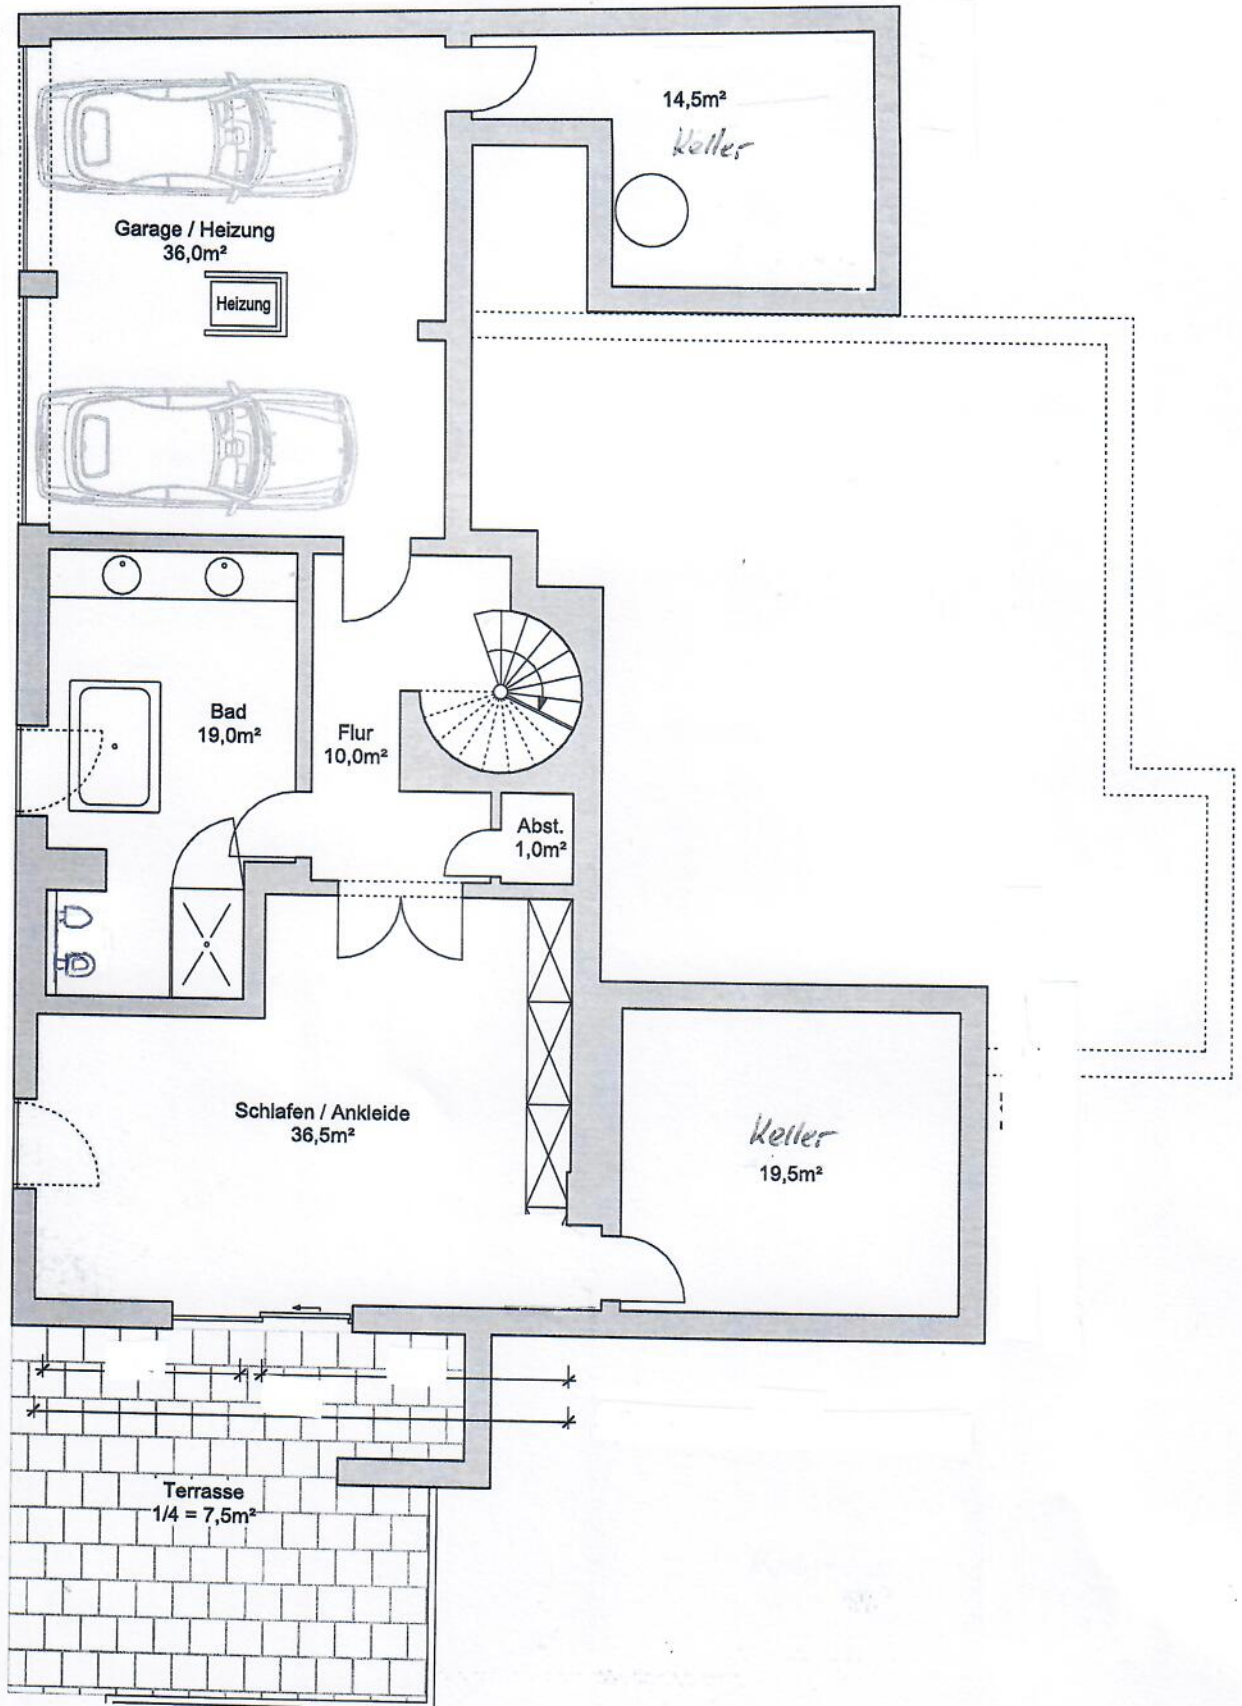 14,5m²
Keller
Garage / Heizung
36,0m²
Heizung
Bad
19,0m²
Flur
10,0m²
Abst.
1,0m²
Schlafen / Ankleide
36,5m²
Keller
19,5m²
Terrasse
1/4 = 7,5m²